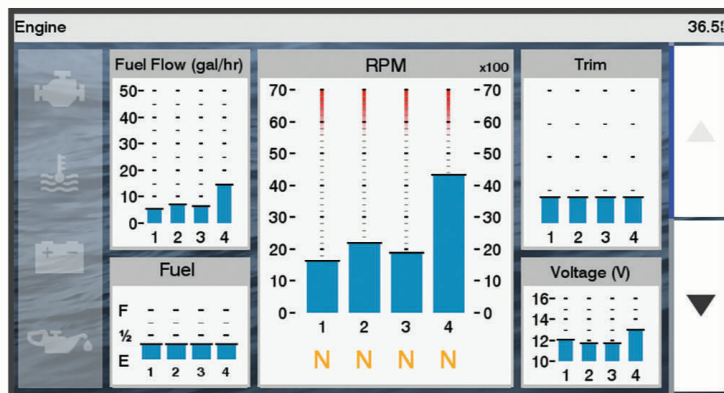 Engine
36.5
Fuel Flow (gal/hr)
50-
40-
30-
20-
10-
0-
1 2 3 4
RPM
x100
70- -70
60- -60
50- -50
40- -40
30- -30
20- -20
10- -10
0- -0
1 2 3 4
N N N N
Trim
1 2 3 4
Fuel
F
½
E
1 2 3 4
Voltage (V)
16-
14-
12-
10-
1 2 3 4